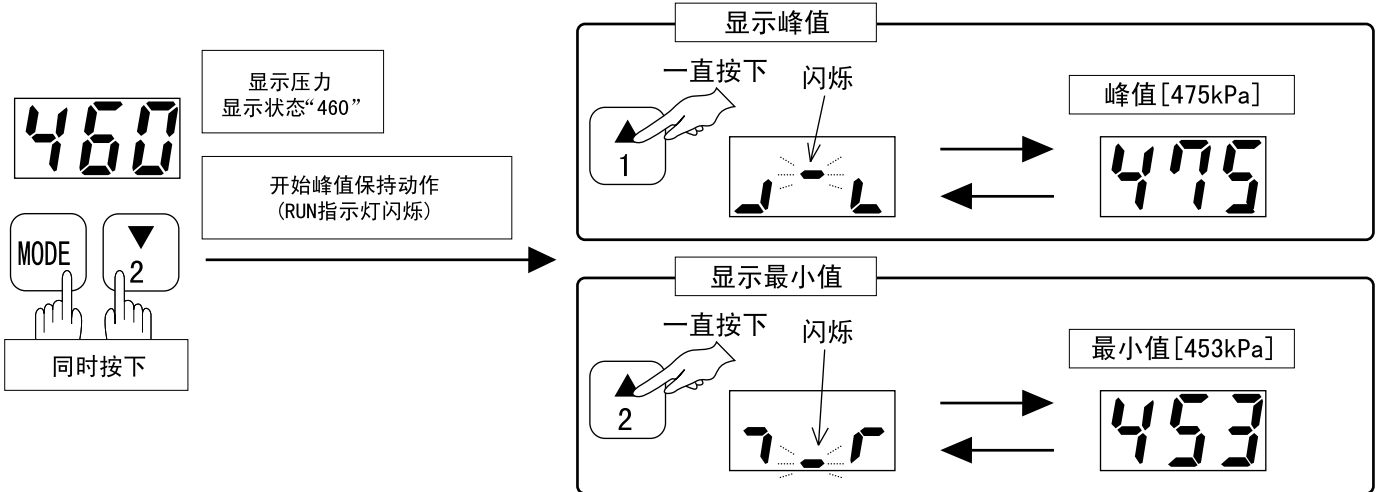 460
显示压力
显示状态“460”
开始峰值保持动作
(RUN指示灯闪烁)
MODE
▼
2
同时按下
显示峰值
一直按下
闪烁
▲
1
峰值[475kPa]
475
显示最小值
一直按下
闪烁
▲
2
最小值[453kPa]
453